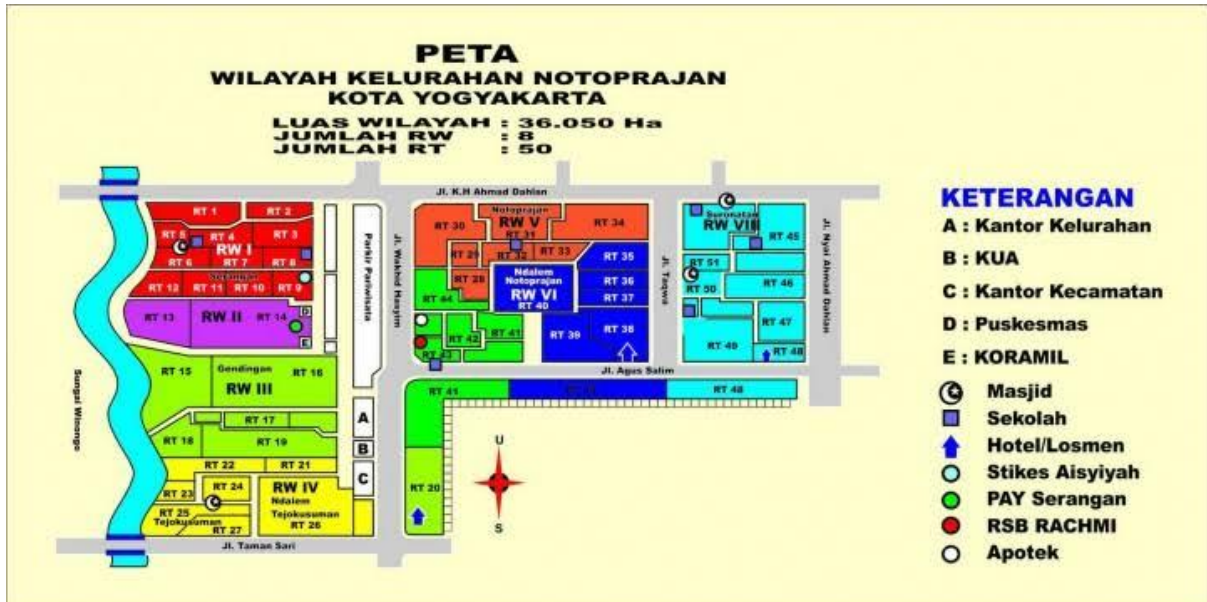 PETA
WILAYAH KELURAHAN NOTOPRAJAN
KOTA YOGYAKARTA
LUAS WILAYAH : 36.050 Ha
JUMLAH RW : 8
JUMLAH RT : 50
Jl. K.H Ahmad Dahlan
RT 1
RT 2
RT 5
RT 4
RT 3
RW I
RT 6
RT 7
RT 8
Serangan
RT 12
RT 11
RT 10
RT 9
RT 13
RW II
RT 14
D
E
RT 15
Gendingan
RT 16
RW III
RT 17
RT 18
RT 19
RT 22
RT 21
RT 23
RT 24
RW IV
Ndalem
Tejokusuman
RT 26
RT 25
Tejokusuman
RT 27
Sungai Winongo
Parkir Pariwisata
A
B
C
Jl. Wakhid Hasyim
Jl. Taman Sari
RT 30
Notoprajan
RW V
RT 31
RT 34
RT 29
RT 32
RT 33
RT 28
RT 35
RT 36
RT 37
Ndalem
Notoprajan
RW VI
RT 40
RT 44
RT 42
RT 41
RT 43
RT 39
RT 38
Jl. Taqwa
Suronatan
RW VIII
RT 45
RT 51
RT 50
RT 46
RT 47
RT 49
RT 48
Jl. Nyai Ahmad Dahlan
Jl. Agus Salim
RT 41
RT 48
RT 20
U
S
KETERANGAN
A : Kantor Kelurahan
B : KUA
C : Kantor Kecamatan
D : Puskesmas
E : KORAMIL
Masjid
Sekolah
Hotel/Losmen
Stikes Aisyiyah
PAY Serangan
RSB RACHMI
Apotek